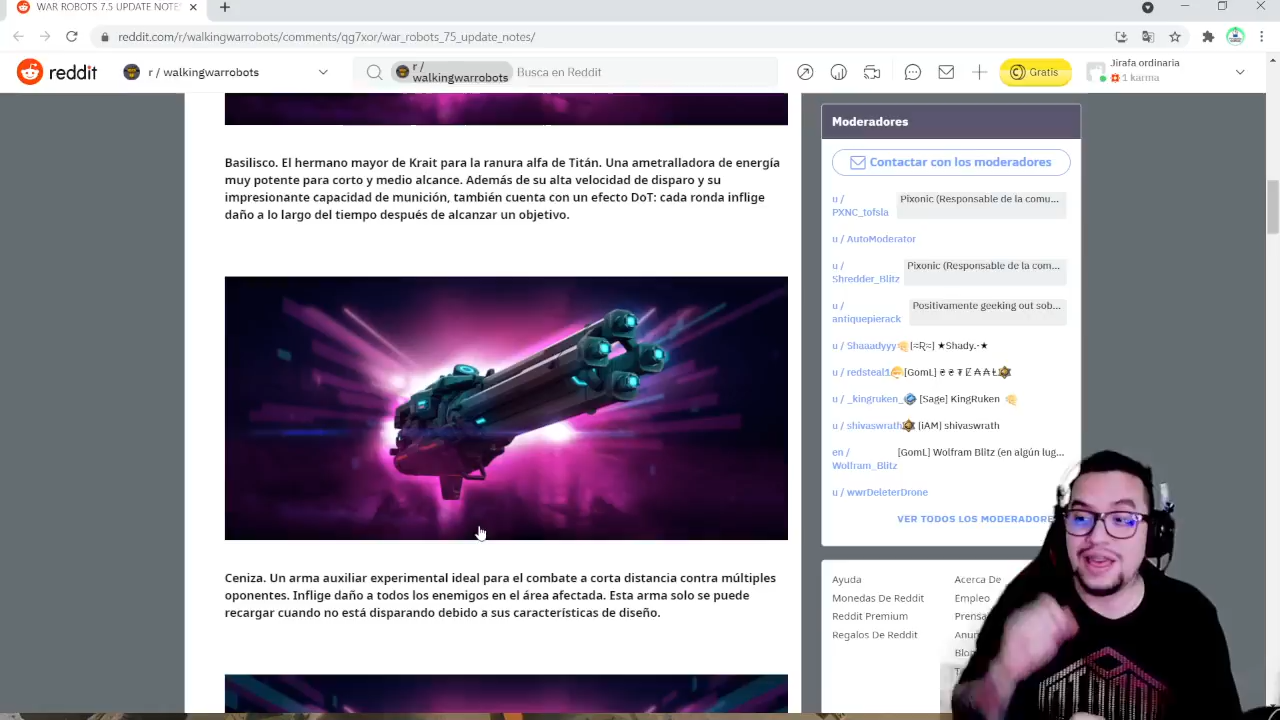 WAR ROBOTS 7.5 UPDATE NOTES
reddit.com/r/walkingwarrobots/comments/qg7xor/war_robots_75_update_notes/
reddit
r / walkingwarrobots
r /
walkingwarrobots
Busca en Reddit
Gratis
Jirafa ordinaria
1 karma
Basilisco. El hermano mayor de Krait para la ranura alfa de Titán. Una ametralladora de energía
muy potente para corto y medio alcance. Además de su alta velocidad de disparo y su
impresionante capacidad de munición, también cuenta con un efecto DoT: cada ronda inflige
daño a lo largo del tiempo después de alcanzar un objetivo.
Ceniza. Un arma auxiliar experimental ideal para el combate a corta distancia contra múltiples
oponentes. Inflige daño a todos los enemigos en el área afectada. Esta arma solo se puede
recargar cuando no está disparando debido a sus características de diseño.
Moderadores
Contactar con los moderadores
u /
PXNC_tofsla
Pixonic (Responsable de la comu...
u / AutoModerator
u /
Shredder_Blitz
Pixonic (Responsable de la com...
u /
antiquepierack
Positivamente geeking out sob...
u / Shaaadyyy
[≈Ʀ≈] ★Shady.-★
u / redsteal1
[GomL]
u / _kingruken_
[Sage] KingRuken
u / shivaswrath
[iAM] shivaswrath
en /
Wolfram_Blitz
[GomL] Wolfram Blitz (en algún lug...
u / wwrDeleterDrone
VER TODOS LOS MODERADORE
Ayuda
Monedas De Reddit
Reddit Premium
Regalos De Reddit
Acerca De
Empleo
Prensa
Anun
Blog